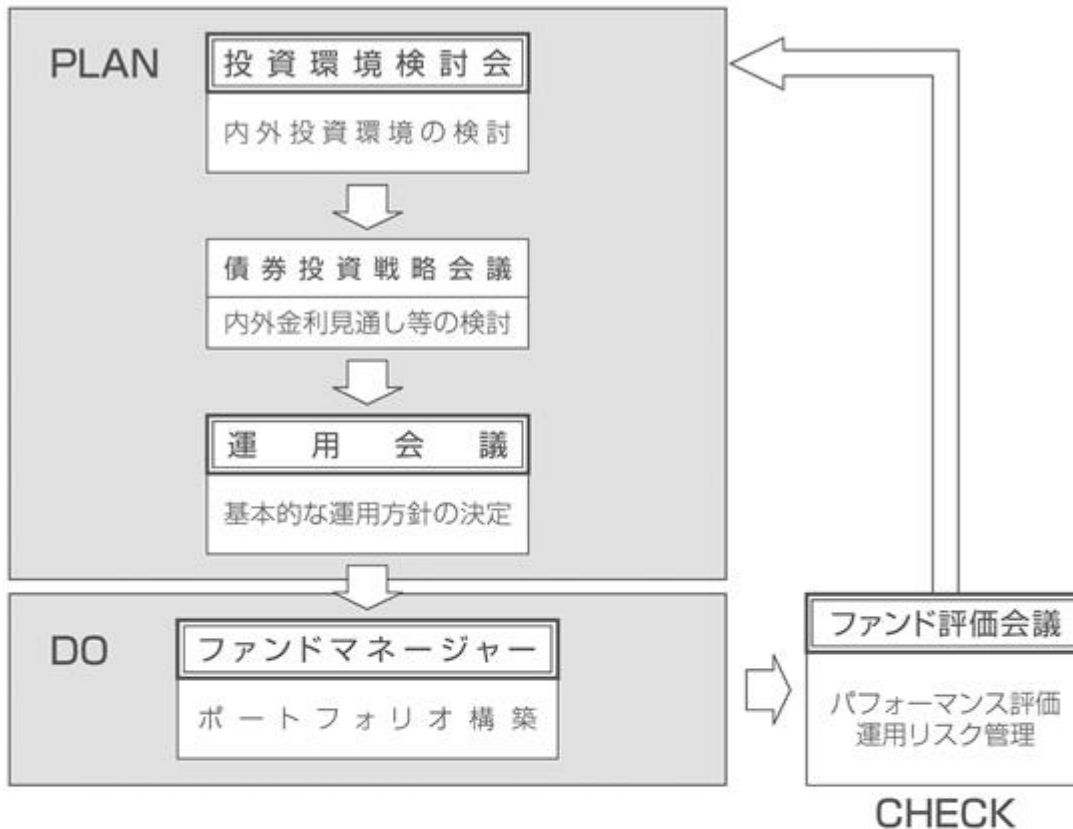 PLAN
投資環境検討会
内外投資環境の検討
債券投資戦略会議
内外金利見通し等の検討
運用会議
基本的な運用方針の決定
DO
ファンドマネージャー
ポートフォリオ構築
ファンド評価会議
パフォーマンス評価
運用リスク管理
CHECK